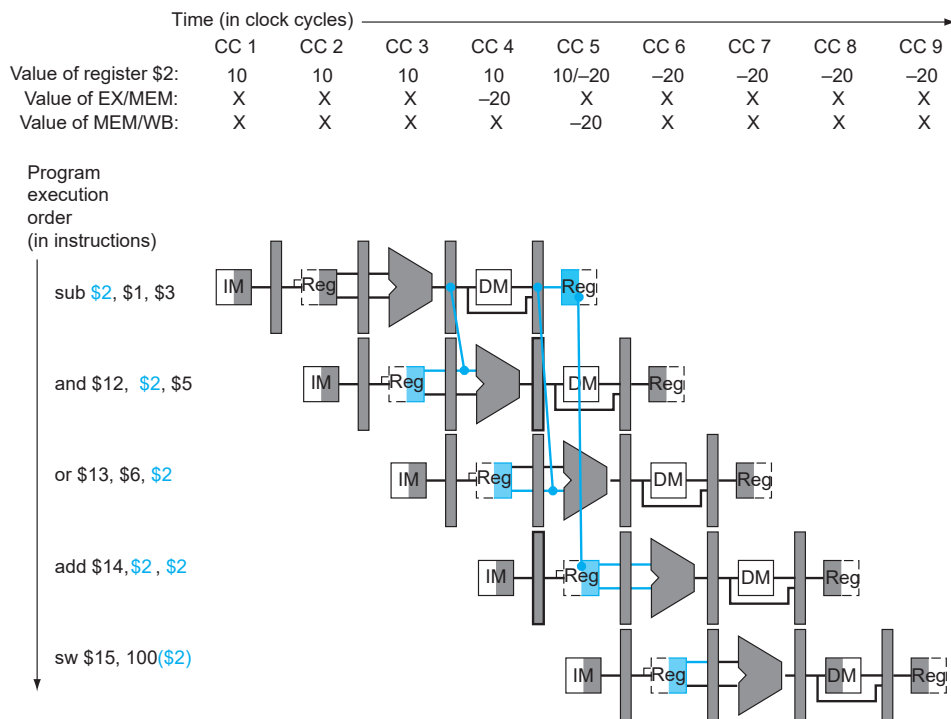 Time (in clock cycles)
CC 1 CC 2 CC 3 CC 4 CC 5 CC 6 CC 7 CC 8 CC 9
Value of register $2: 10 10 10 10 10/–20 –20 –20 –20 –20
Value of EX/MEM: X X X –20 X X X X X
Value of MEM/WB: X X X X –20 X X X X
Program
execution
order
(in instructions)
sub $2, $1, $3
IM Reg DM Reg
and $12, $2, $5
IM Reg DM Reg
or $13, $6, $2
IM Reg DM Reg
add $14,$2 , $2
IM Reg DM Reg
sw $15, 100($2)
IM Reg DM Reg